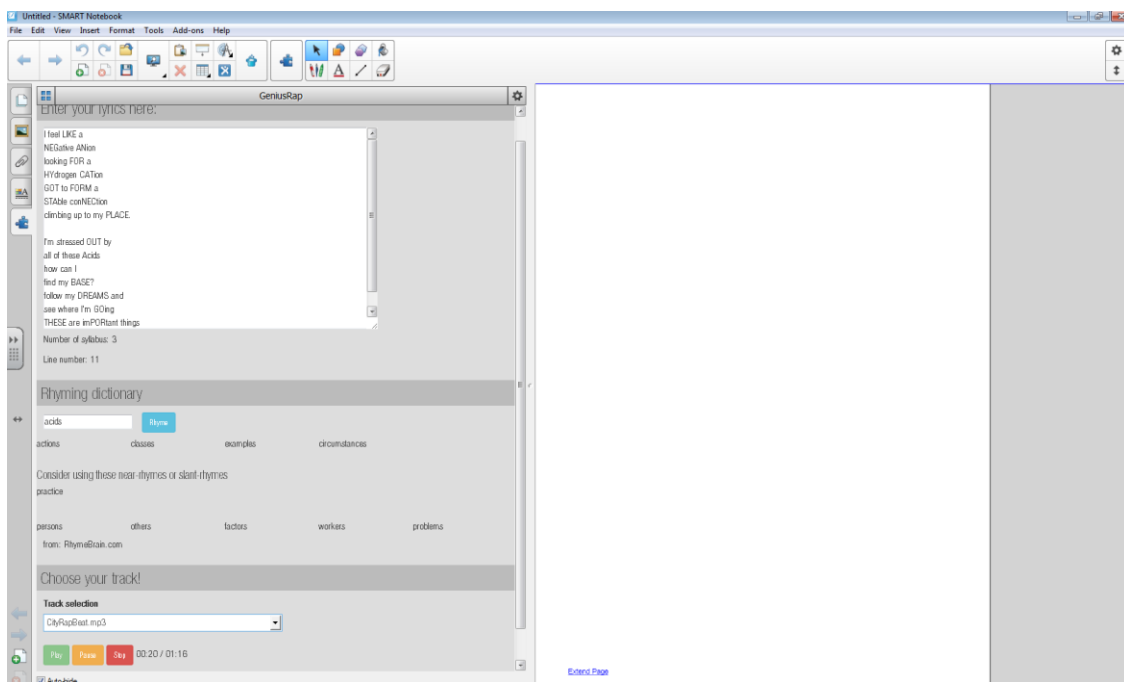 Untitled - SMART Notebook
File Edit View Insert Format Tools Add-ons Help
GeniusRap
Enter your lyrics here:
I feel LIKE a
NEGative ANion
looking FOR a
HYdrogen CATion
GOT to FORM a
STAble conNECtion
climbing up to my PLACE.
I'm stressed OUT by
all of these Acids
how can I
find my BASE?
follow my DREAMS and
see where I'm GOing
THESE are imPORtant things
Number of syllabus: 3
Line number: 11
Rhyming dictionary
acids Rhyme
actions classes examples circumstances
Consider using these near-rhymes or slant-rhymes
practice
persons others factors workers problems
from: RhymeBrain.com
Choose your track!
Track selection
CityRapBeat.mp3
Play Pause Stop 00:20 / 01:16
Auto-hide
Extend Page